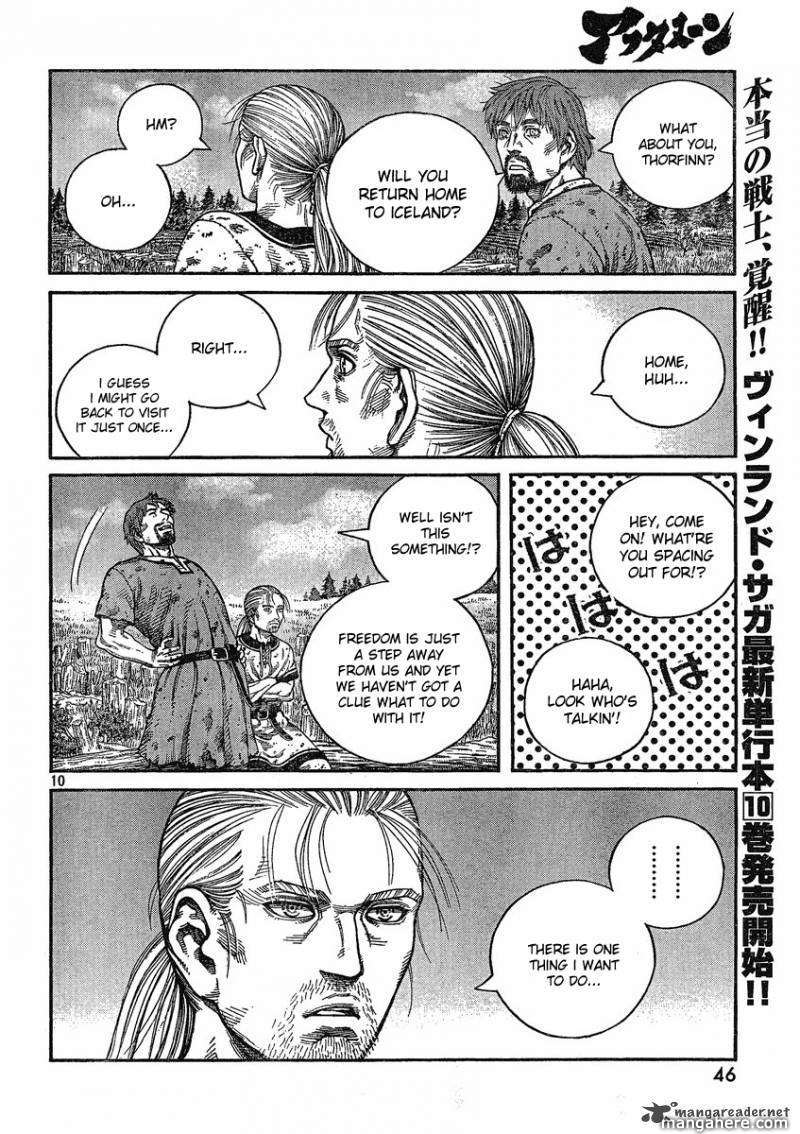 アフタヌーン
本当の戦士、覚醒!! ヴィンランド・サガ最新単行本10巻発売開始!!
WHAT
ABOUT YOU,
THORFINN?
WILL YOU
RETURN HOME
TO ICELAND?
HM?
OH...
HOME,
HUH...
RIGHT...
I GUESS
I MIGHT GO
BACK TO VISIT
IT JUST ONCE...
HEY, COME
ON! WHAT'RE
YOU SPACING
OUT FOR!?
は
は
は
HAHA,
LOOK WHO'S
TALKIN'!
WELL ISN'T
THIS
SOMETHING!?
FREEDOM IS JUST
A STEP AWAY
FROM US AND YET
WE HAVEN'T GOT A
CLUE WHAT TO DO
WITH IT!
10
.......
.......
THERE IS ONE
THING I WANT
TO DO...
46
mangareader.net
mangahere.com